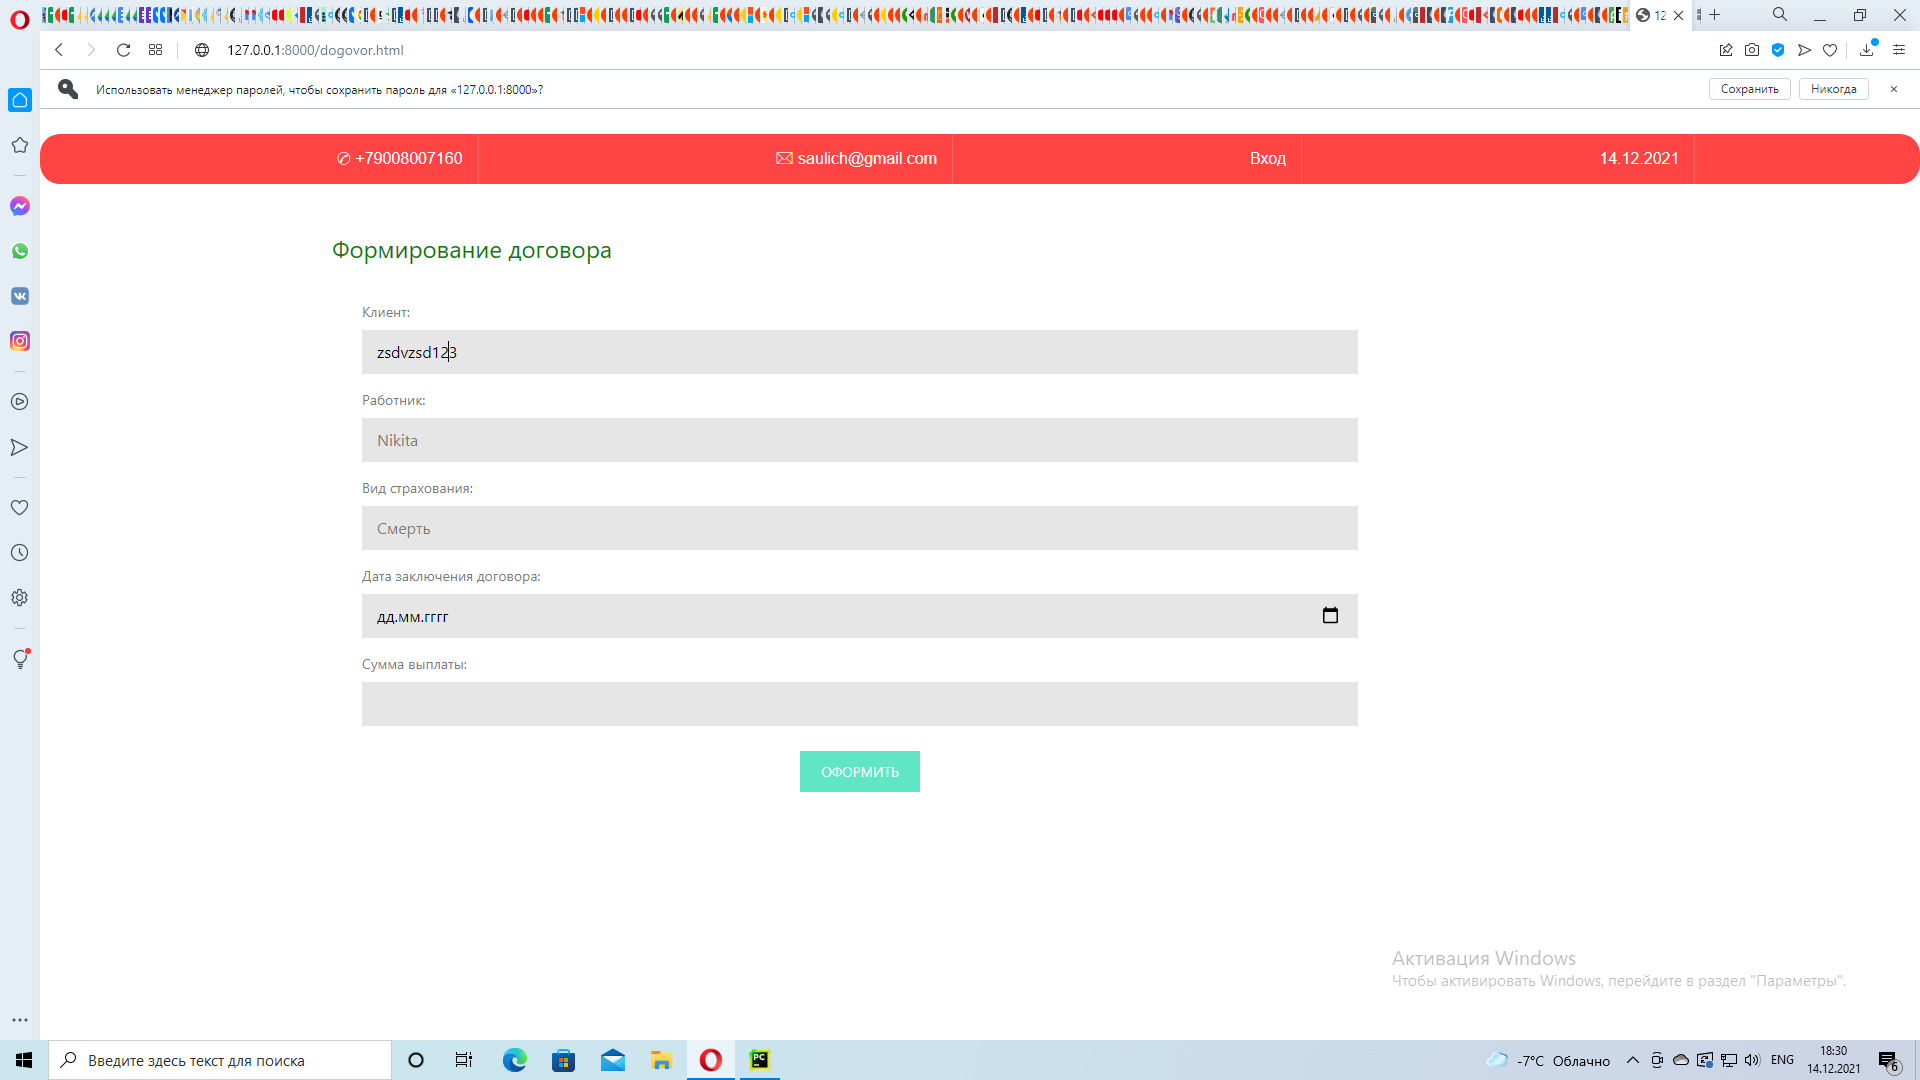 12
127.0.0.1:8000/dogovor.html
Использовать менеджер паролей, чтобы сохранить пароль для «127.0.0.1:8000»?
Сохранить
Никогда
✆ +79008007160
🖂 saulich@gmail.com
Вход
14.12.2021
Формирование договора
Клиент:
zsdvzsd123
Работник:
Nikita
Вид страхования:
Смерть
Дата заключения договора:
дд.мм.гггг
Сумма выплаты:
ОФОРМИТЬ
Активация Windows
Чтобы активировать Windows, перейдите в раздел "Параметры".
Введите здесь текст для поиска
PC
-7°C Облачно
ENG
18:30
14.12.2021
6